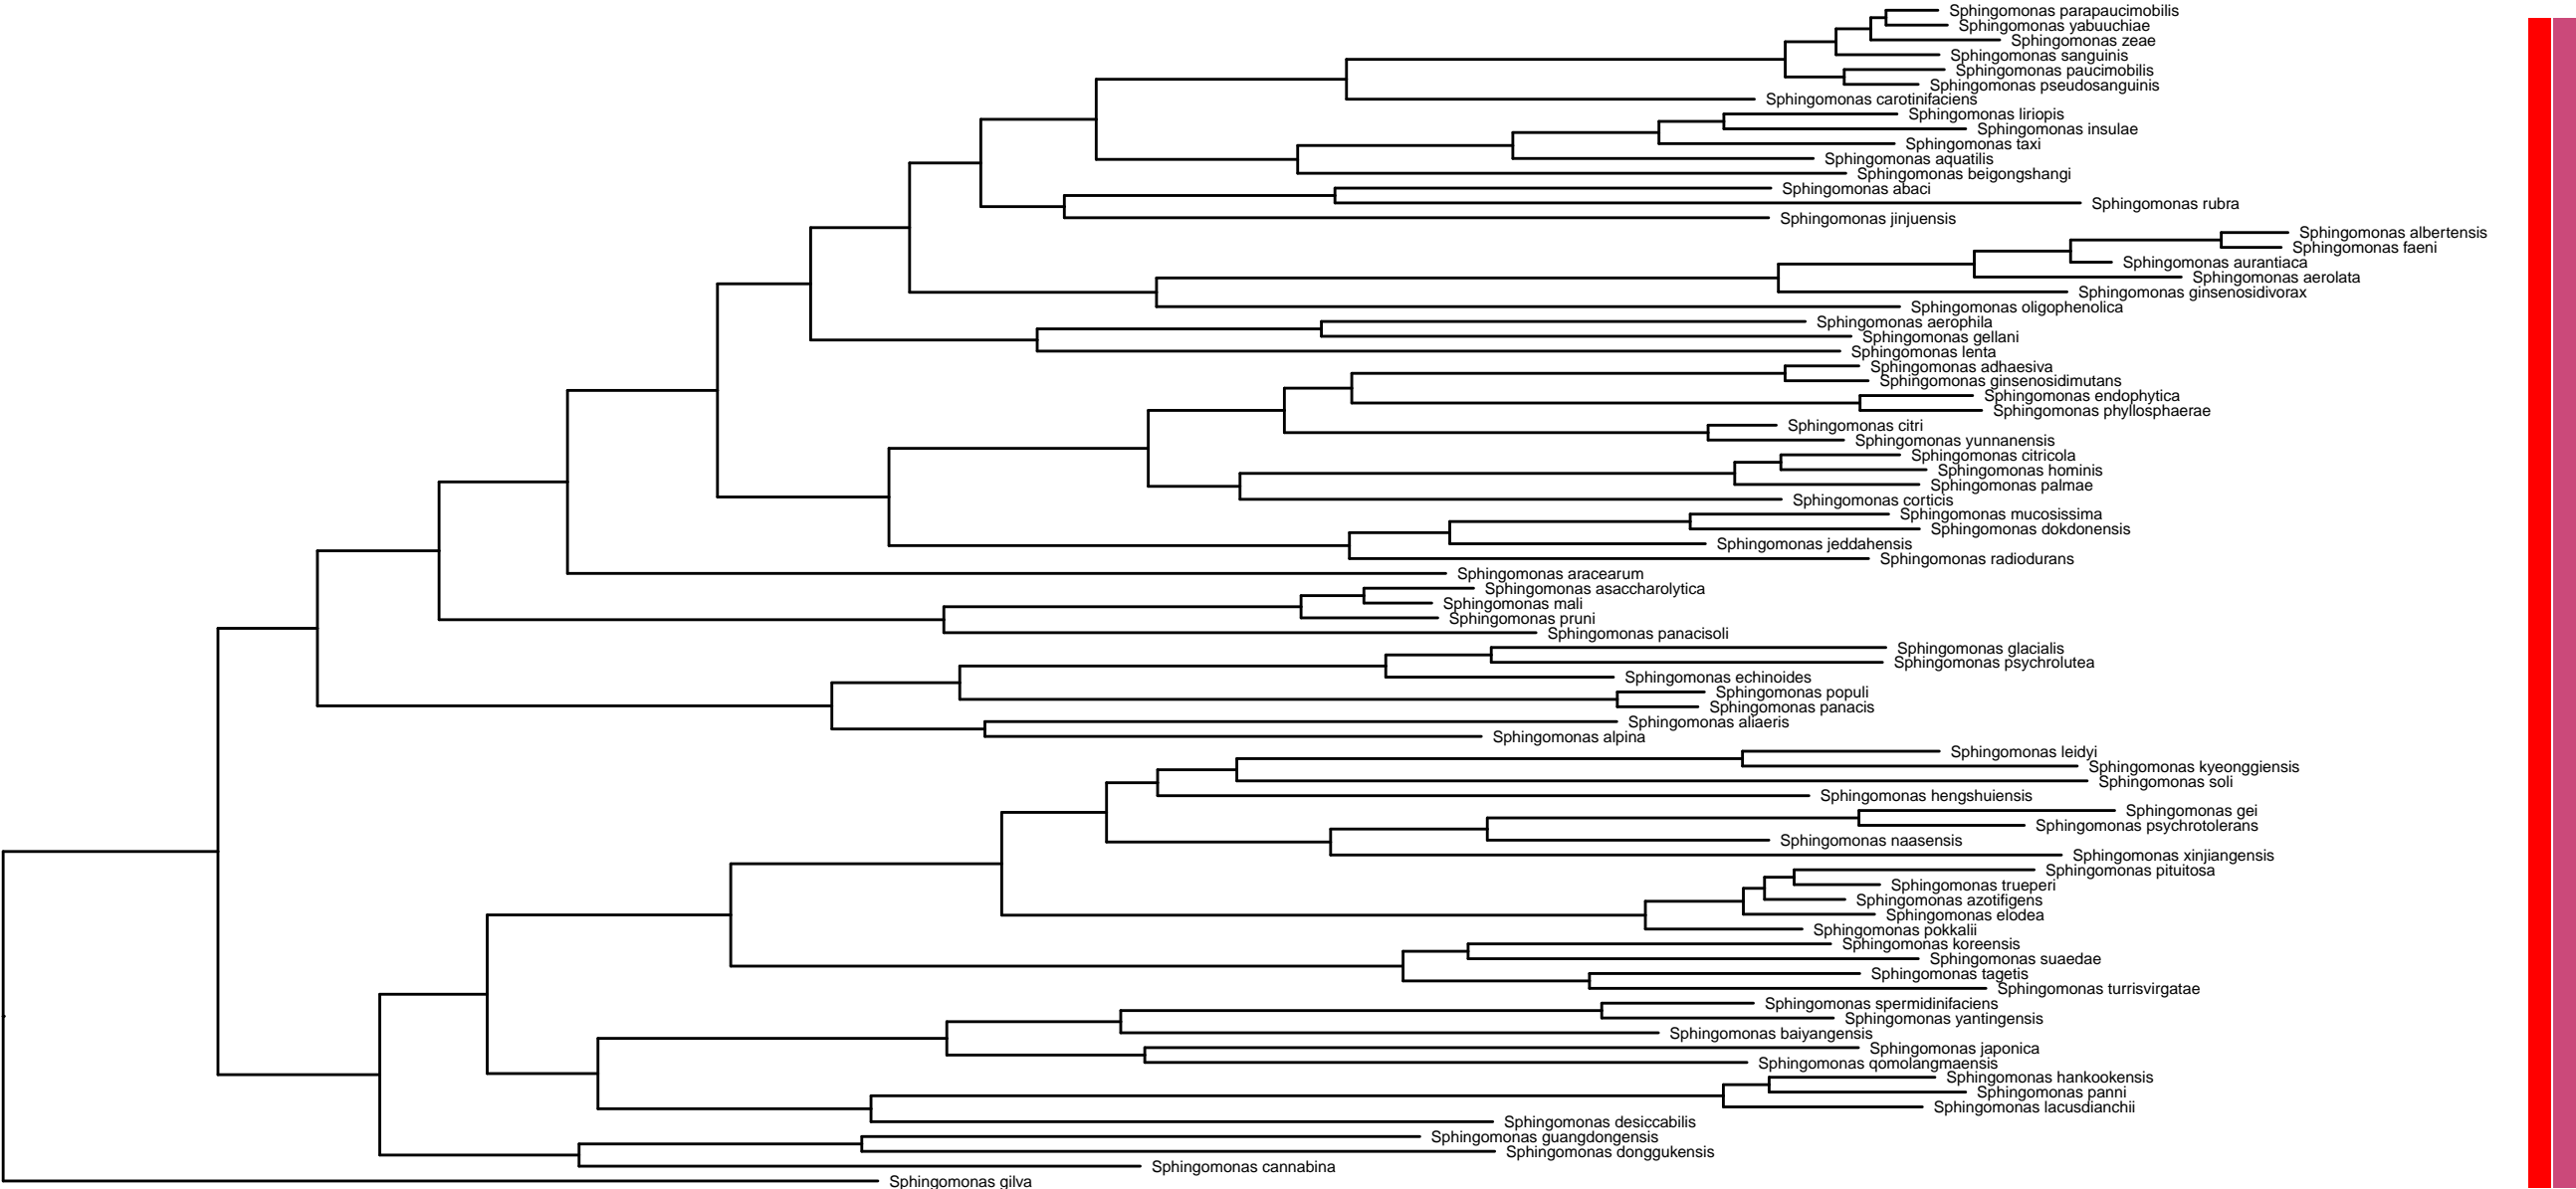 Sphingomonas parapaucimobilis
Sphingomonas yabuuchiae
Sphingomonas zeae
Sphingomonas sanguinis
Sphingomonas paucimobilis
Sphingomonas pseudosanguinis
Sphingomonas carotinifaciens
Sphingomonas liriopis
Sphingomonas insulae
Sphingomonas taxi
Sphingomonas aquatilis
Sphingomonas beigongshangi
Sphingomonas abaci
Sphingomonas rubra
Sphingomonas jinjuensis
Sphingomonas albertensis
Sphingomonas faeni
Sphingomonas aurantiaca
Sphingomonas aerolata
Sphingomonas ginsenosidivorax
Sphingomonas oligophenolica
Sphingomonas aerophila
Sphingomonas gellani
Sphingomonas lenta
Sphingomonas adhaesiva
Sphingomonas ginsenosidimutans
Sphingomonas endophytica
Sphingomonas phyllosphaerae
Sphingomonas citri
Sphingomonas yunnanensis
Sphingomonas citricola
Sphingomonas hominis
Sphingomonas palmae
Sphingomonas corticis
Sphingomonas mucosissima
Sphingomonas dokdonensis
Sphingomonas jeddahensis
Sphingomonas radiodurans
Sphingomonas aracearum
Sphingomonas asaccharolytica
Sphingomonas mali
Sphingomonas pruni
Sphingomonas panacisoli
Sphingomonas glacialis
Sphingomonas psychrolutea
Sphingomonas echinoides
Sphingomonas populi
Sphingomonas panacis
Sphingomonas aliaeris
Sphingomonas alpina
Sphingomonas leidyi
Sphingomonas kyeonggiensis
Sphingomonas soli
Sphingomonas hengshuiensis
Sphingomonas gei
Sphingomonas psychrotolerans
Sphingomonas naasensis
Sphingomonas xinjiangensis
Sphingomonas pituitosa
Sphingomonas trueperi
Sphingomonas azotifigens
Sphingomonas elodea
Sphingomonas pokkalii
Sphingomonas koreensis
Sphingomonas suaedae
Sphingomonas tagetis
Sphingomonas turrisvirgatae
Sphingomonas spermidinifaciens
Sphingomonas yantingensis
Sphingomonas baiyangensis
Sphingomonas japonica
Sphingomonas qomolangmaensis
Sphingomonas hankookensis
Sphingomonas panni
Sphingomonas lacusdianchii
Sphingomonas desiccabilis
Sphingomonas guangdongensis
Sphingomonas donggukensis
Sphingomonas cannabina
Sphingomonas gilva